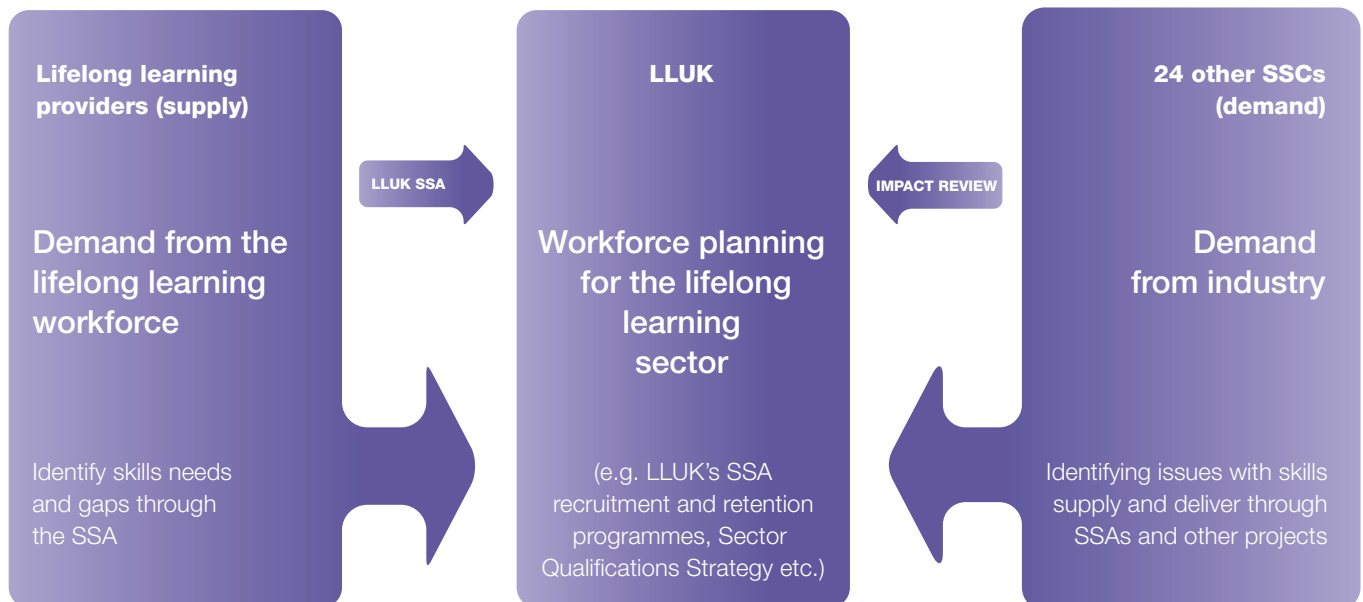 Lifelong learning
providers (supply)
Demand from the
lifelong learning
workforce
Identify skills needs
and gaps through
the SSA
LLUK SSA
LLUK
Workforce planning
for the lifelong
learning
sector
(e.g. LLUK’s SSA
recruitment and retention
programmes, Sector
Qualifications Strategy etc.)
IMPACT REVIEW
24 other SSCs
(demand)
Demand
from industry
Identifying issues with skills
supply and deliver through
SSAs and other projects